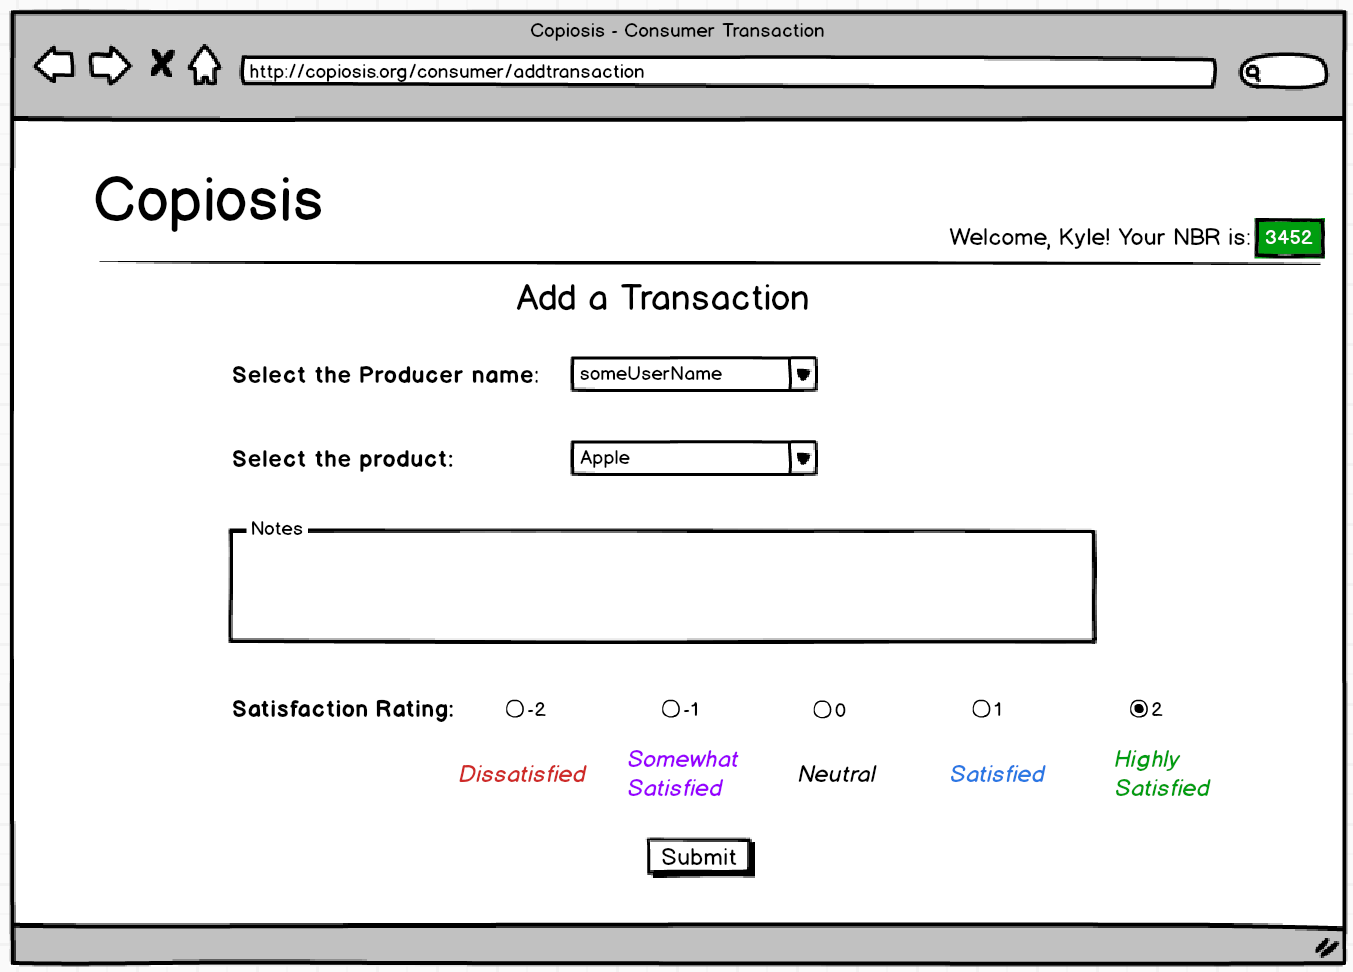 Copiosis - Consumer Transaction
http://copiosis.org/consumer/addtransaction
Copiosis
Welcome, Kyle! Your NBR is: 3452
Add a Transaction
Select the Producer name: someUserName
Select the product: Apple
Notes
Satisfaction Rating: -2 -1 0 1 2
Dissatisfied Somewhat Satisfied Neutral Satisfied Highly Satisfied
Submit